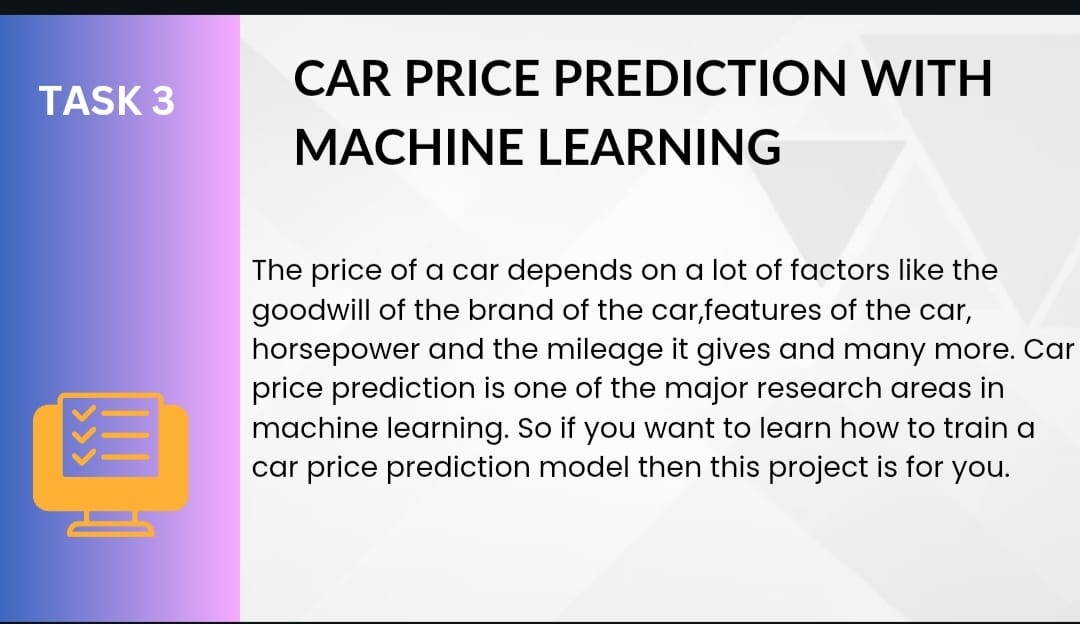 TASK 3
CAR PRICE PREDICTION WITH
MACHINE LEARNING
The price of a car depends on a lot of factors like the
goodwill of the brand of the car,features of the car,
horsepower and the mileage it gives and many more. Car
price prediction is one of the major research areas in
machine learning. So if you want to learn how to train a
car price prediction model then this project is for you.